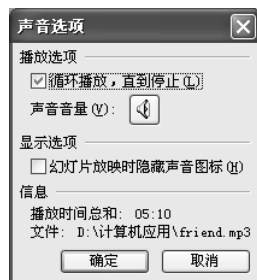 声音选项
播放选项
循环播放，直到停止(L)
声音音量(V)：
显示选项
幻灯片放映时隐藏声音图标(H)
信息
播放时间总和: 05:10
文件: D:\计算机应用\friend.mp3
确定 取消